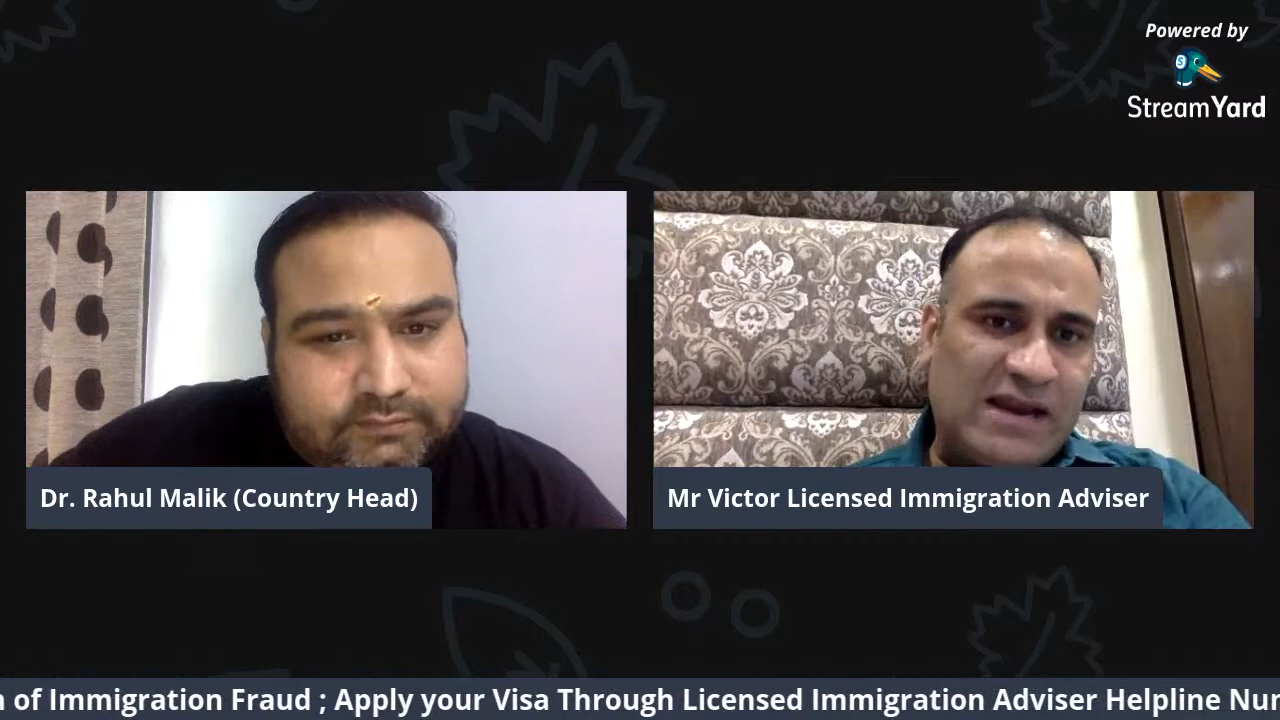 Powered by
StreamYard
Dr. Rahul Malik (Country Head)
Mr Victor Licensed Immigration Adviser
of Immigration Fraud ; Apply your Visa Through Licensed Immigration Adviser Helpline